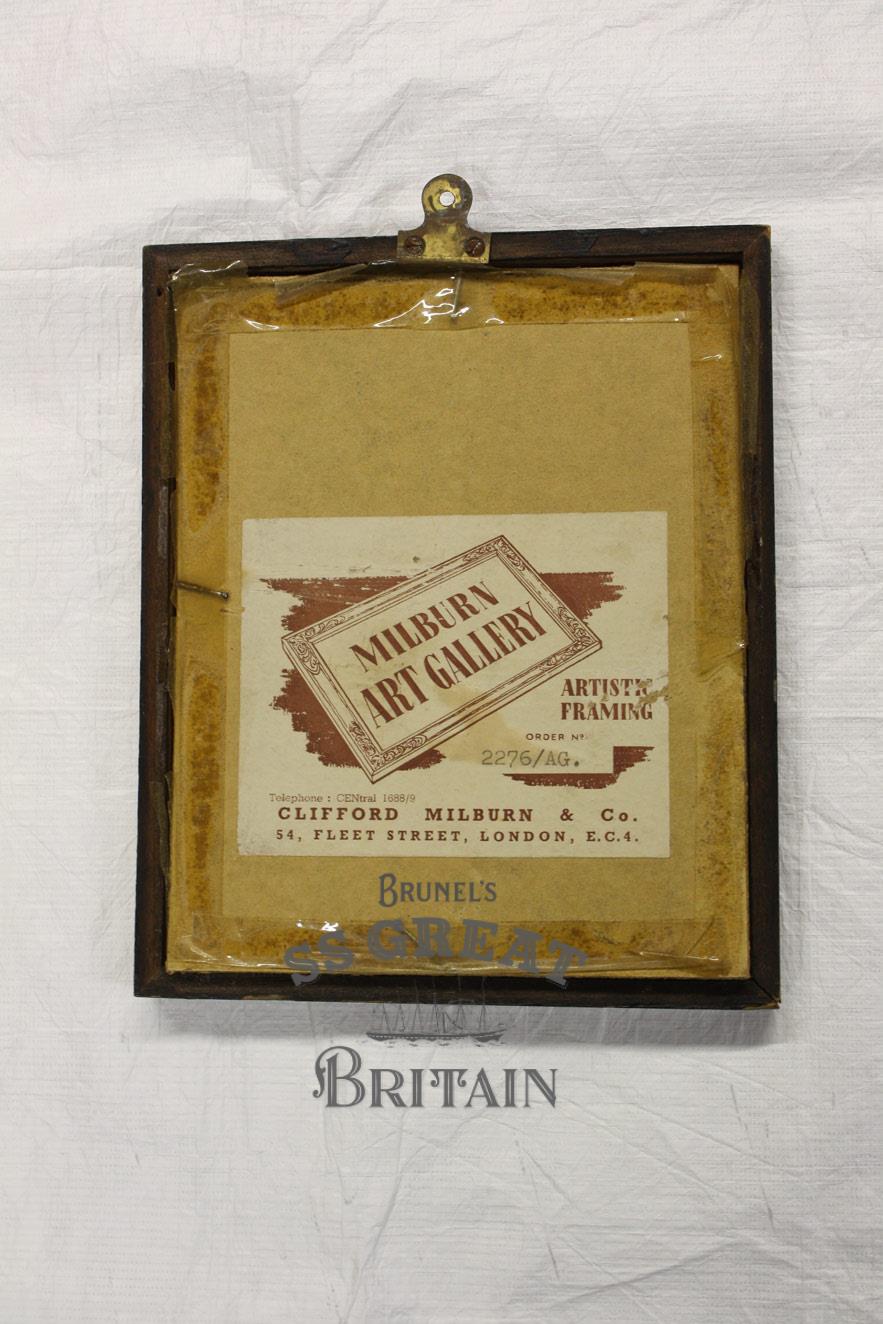 MILBURN
ART GALLERY
ARTISTIC
FRAMING
ORDER Nº
2276/AG.
Telephone : CENtral 1688/9
CLIFFORD MILBURN & Co.
54, FLEET STREET, LONDON, E.C.4.
BRUNEL'S
SS GREAT
BRITAIN